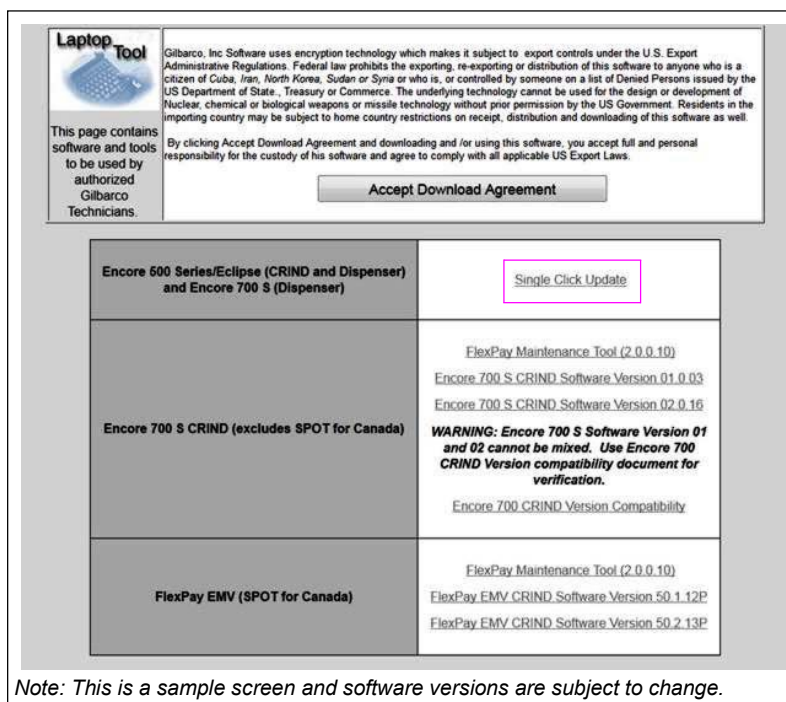 Laptop Tool
This page contains
software and tools
to be used by
authorized
Gilbarco
Technicians.
Gilbarco, Inc Software uses encryption technology which makes it subject to export controls under the U.S. Export
Administrative Regulations. Federal law prohibits the exporting, re-exporting or distribution of this software to anyone who is a
citizen of Cuba, Iran, North Korea, Sudan or Syria or who is, or controlled by someone on a list of Denied Persons issued by the
US Department of State., Treasury or Commerce. The underlying technology cannot be used for the design or development of
Nuclear, chemical or biological weapons or missile technology without prior permission by the US Government. Residents in the
importing country may be subject to home country restrictions on receipt, distribution and downloading of this software as well.
By clicking Accept Download Agreement and downloading and /or using this software, you accept full and personal
responsibility for the custody of his software and agree to comply with all applicable US Export Laws.
Accept Download Agreement
Encore 500 Series/Eclipse (CRIND and Dispenser)
and Encore 700 S (Dispenser)
Single Click Update
Encore 700 S CRIND (excludes SPOT for Canada)
FlexPay Maintenance Tool (2.0.0.10)
Encore 700 S CRIND Software Version 01.0.03
Encore 700 S CRIND Software Version 02.0.16
WARNING: Encore 700 S Software Version 01
and 02 cannot be mixed. Use Encore 700
CRIND Version compatibility document for
verification.
Encore 700 CRIND Version Compatibility
FlexPay EMV (SPOT for Canada)
FlexPay Maintenance Tool (2.0.0.10)
FlexPay EMV CRIND Software Version 50.1.12P
FlexPay EMV CRIND Software Version 50.2.13P
Note: This is a sample screen and software versions are subject to change.